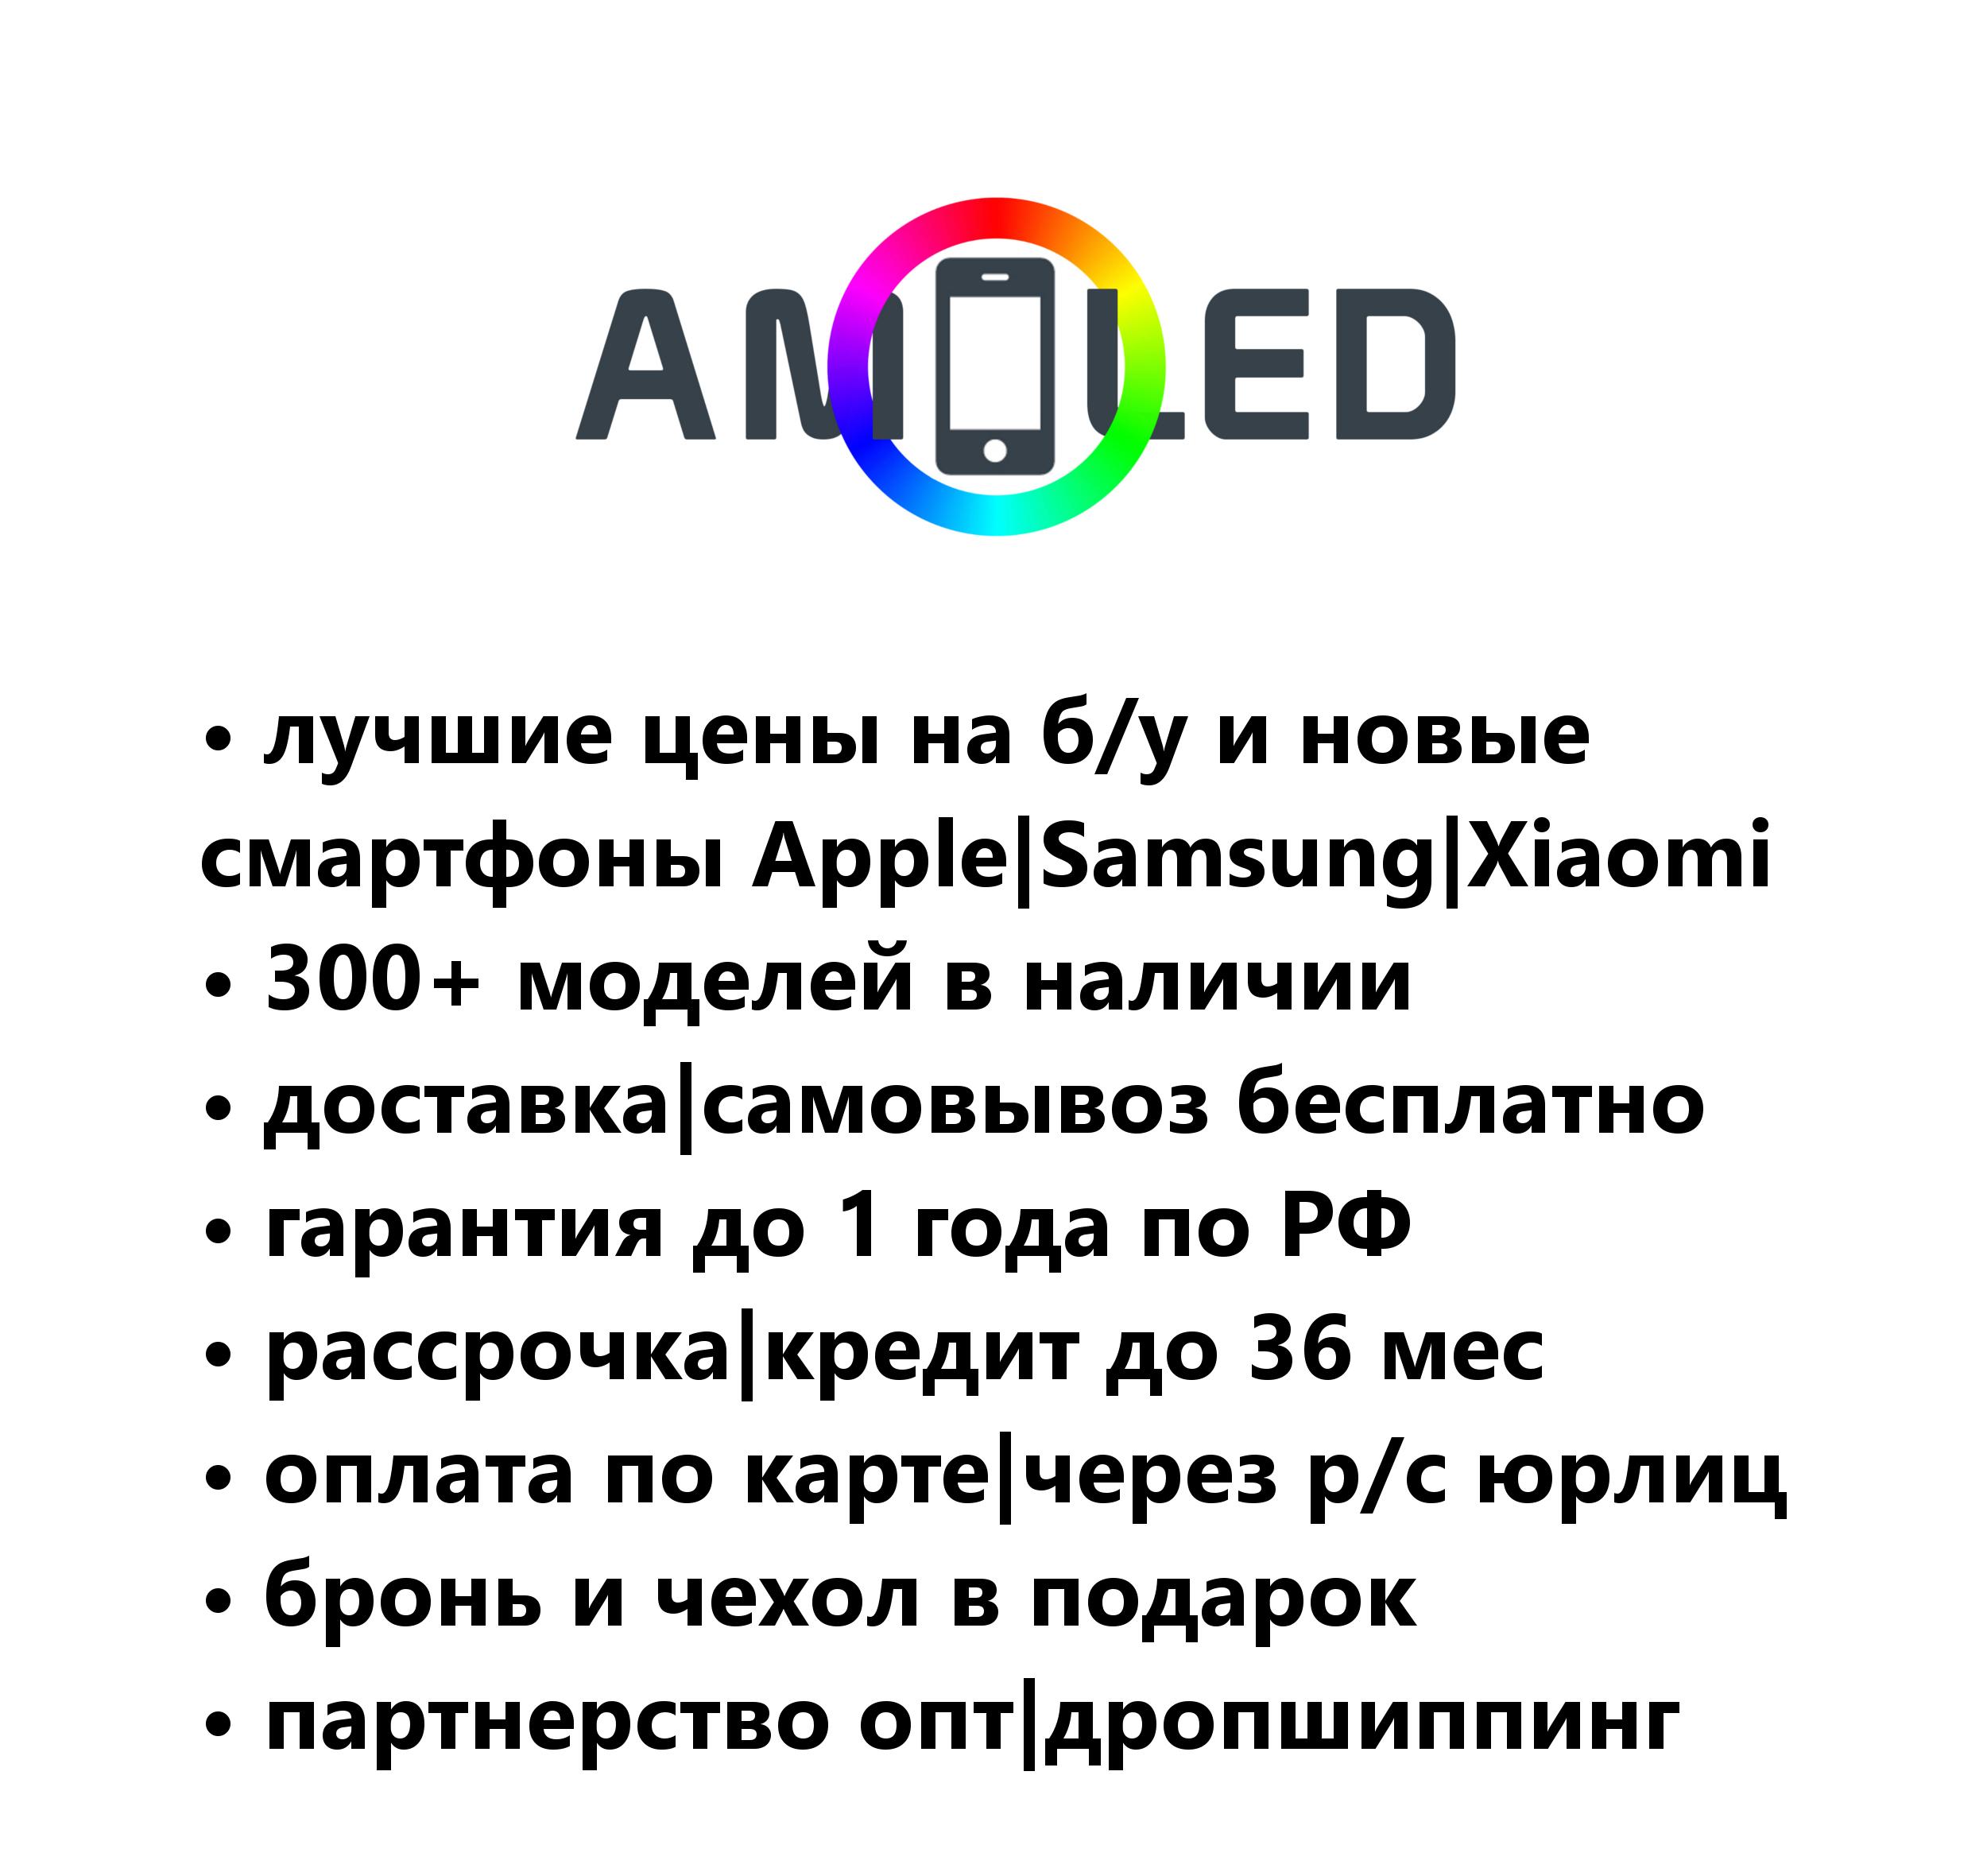 AMOLED
• лучшие цены на б/у и новые
смартфоны Apple|Samsung|Xiaomi
• 300+ моделей в наличии
• доставка|самовывоз бесплатно
• гарантия до 1 года по РФ
• рассрочка|кредит до 36 мес
• оплата по карте|через р/с юрлиц
• бронь и чехол в подарок
• партнерство опт|дропшиппинг